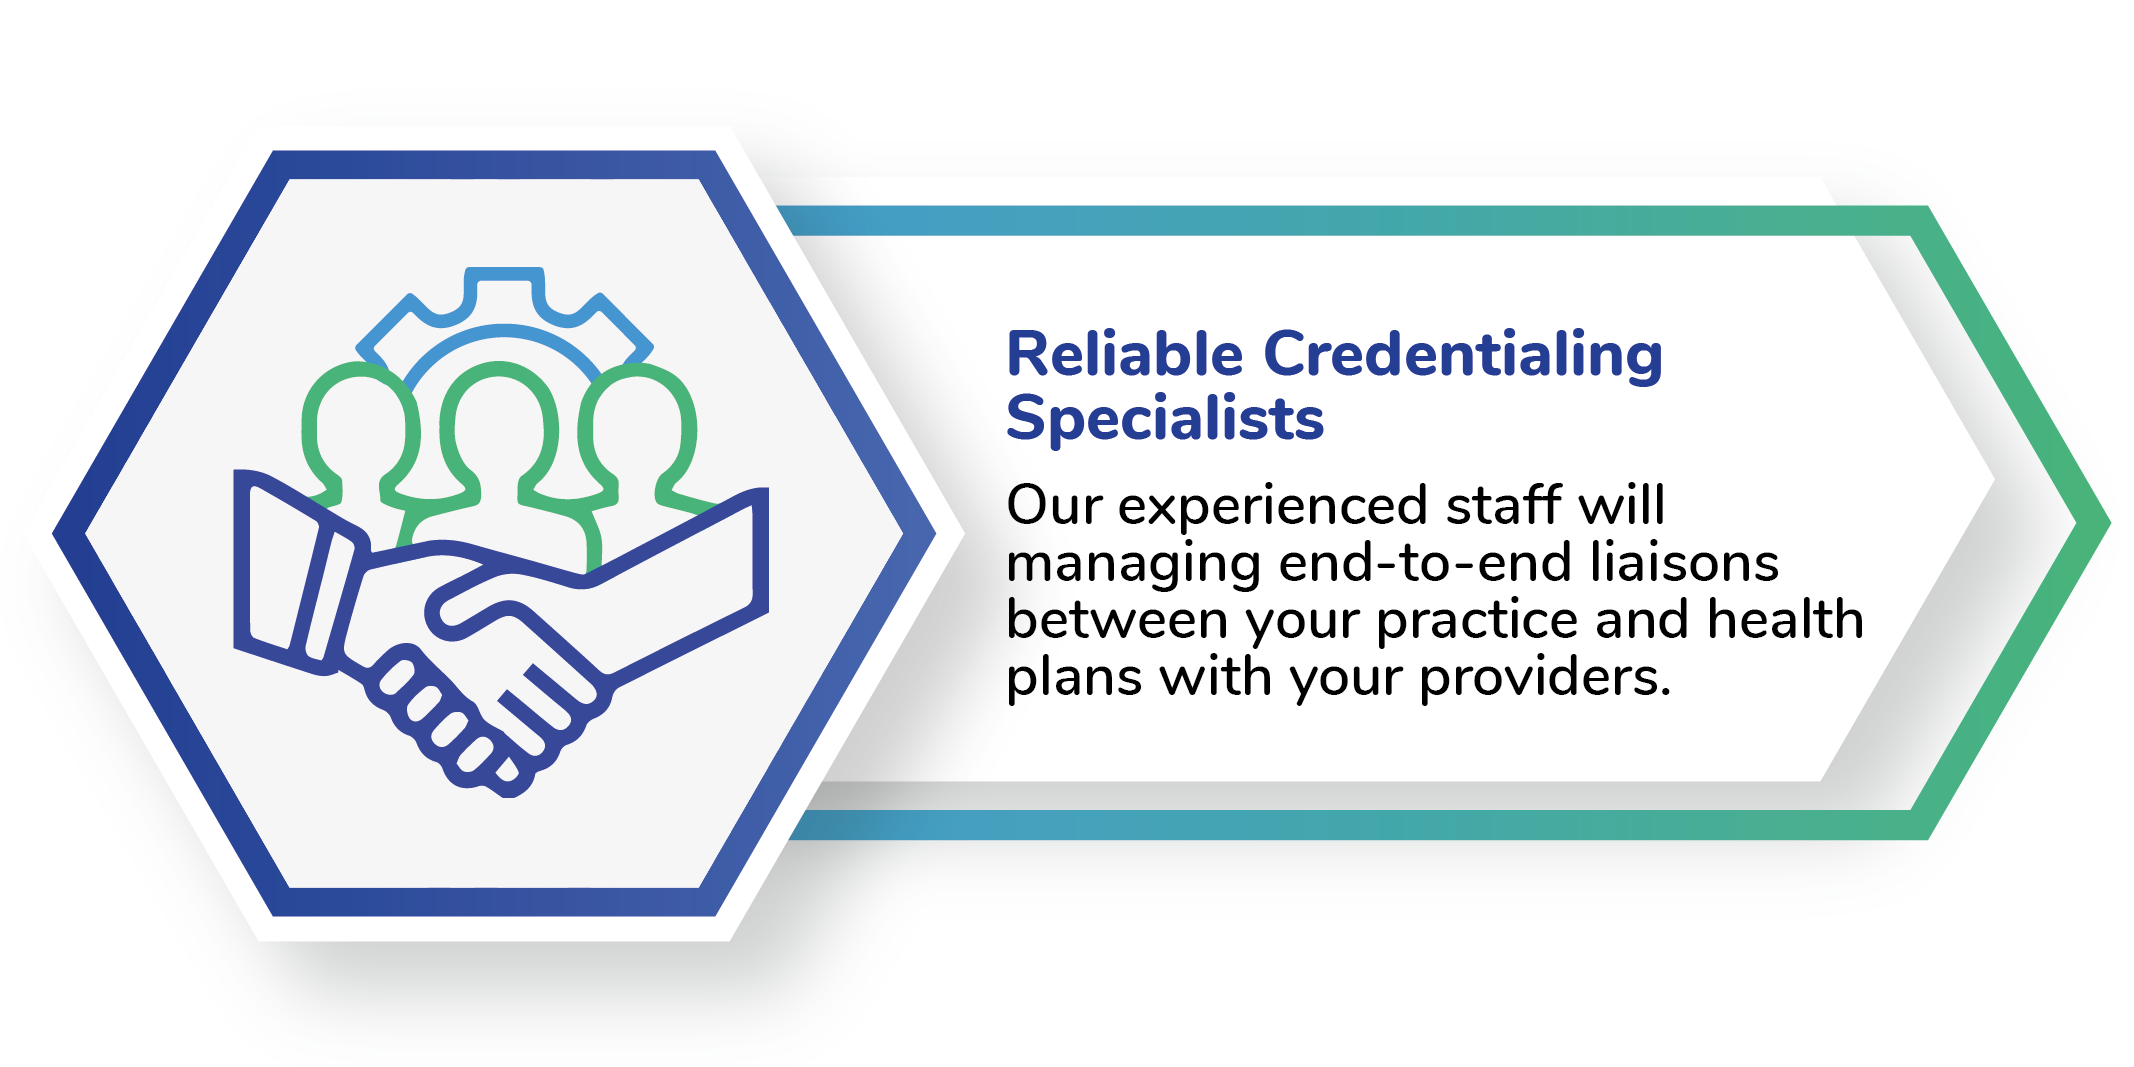 Reliable Credentialing
Specialists
Our experienced staff will
managing end-to-end liaisons
between your practice and health
plans with your providers.